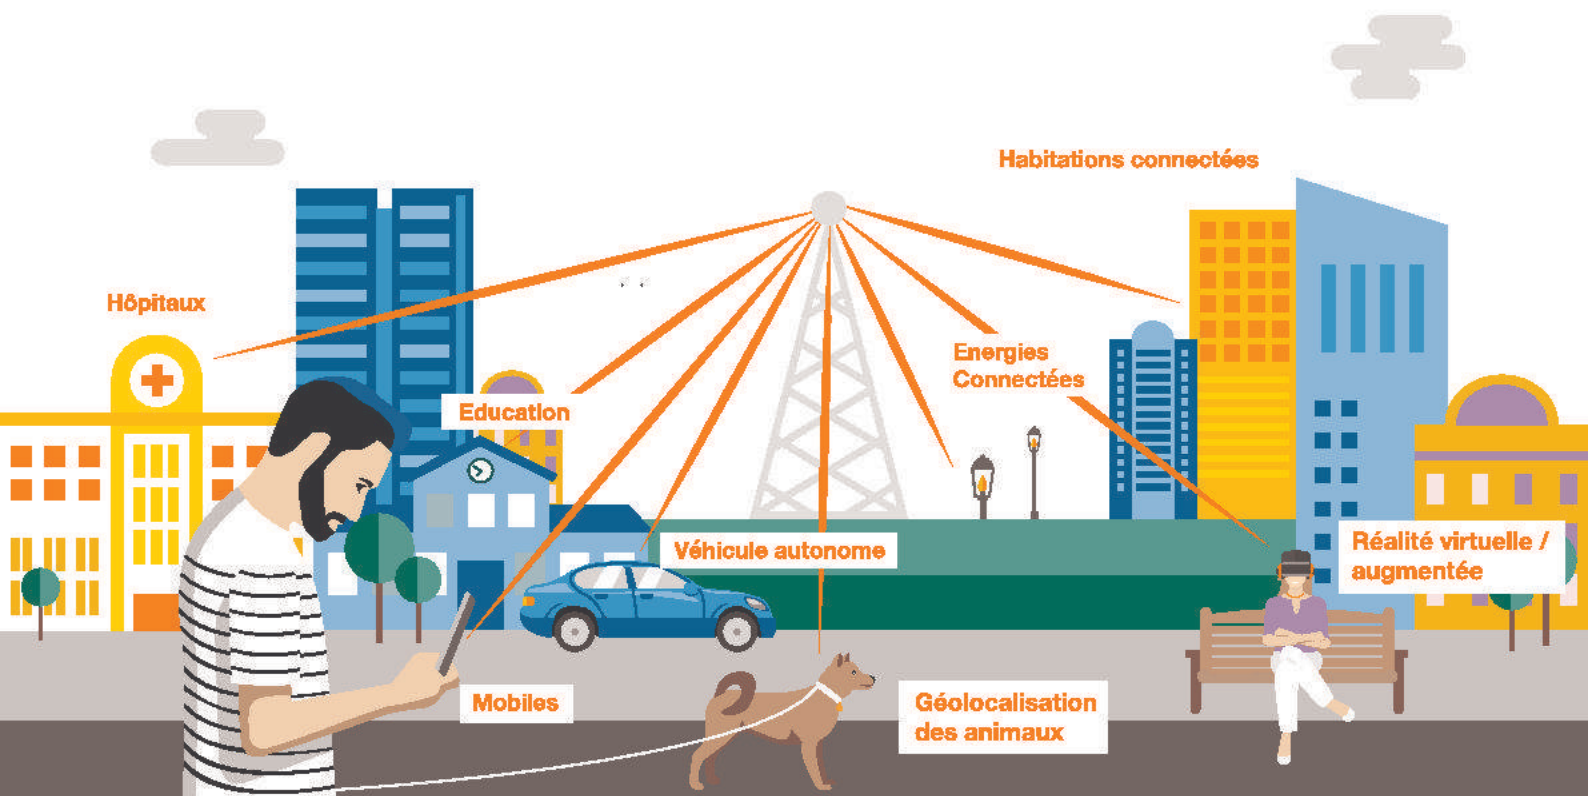 Habitations connectées
Hôpitaux
Energies
Connectées
Education
Véhicule autonome
Réalité virtuelle /
augmentée
Mobiles
Géolocalisation
des animaux